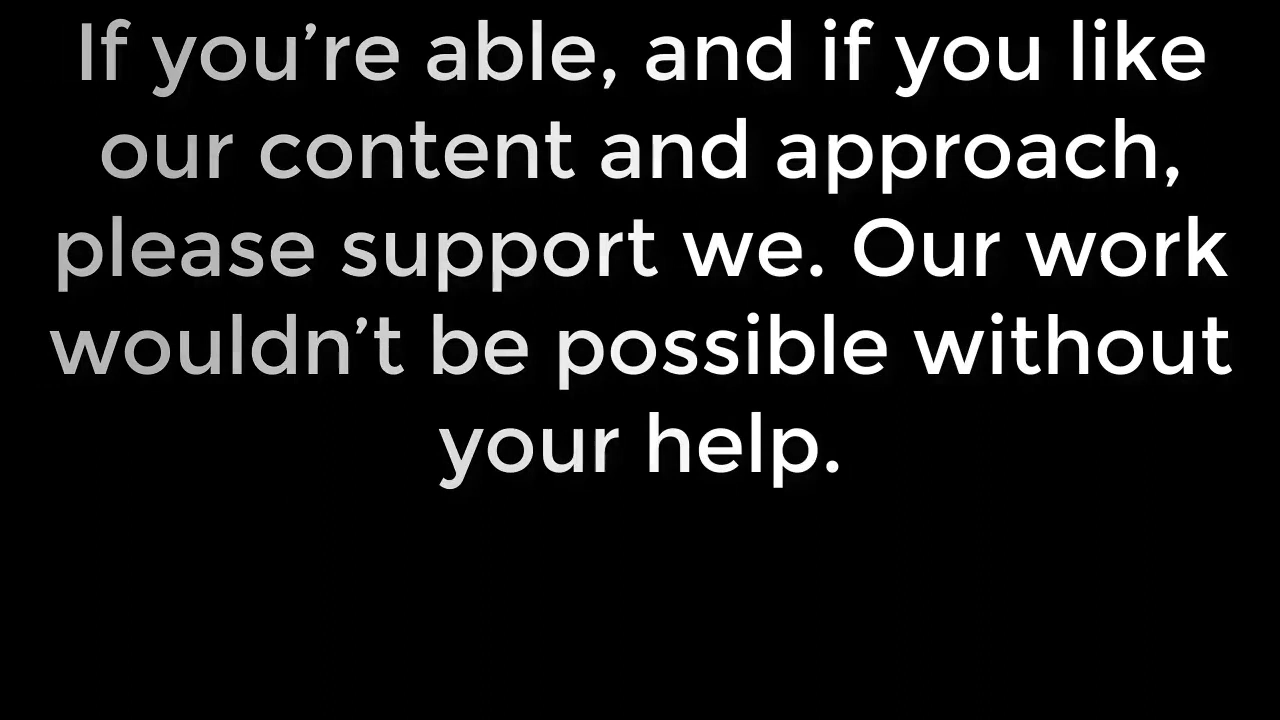 If you’re able, and if you like
our content and approach,
please support we. Our work
wouldn’t be possible without
your help.